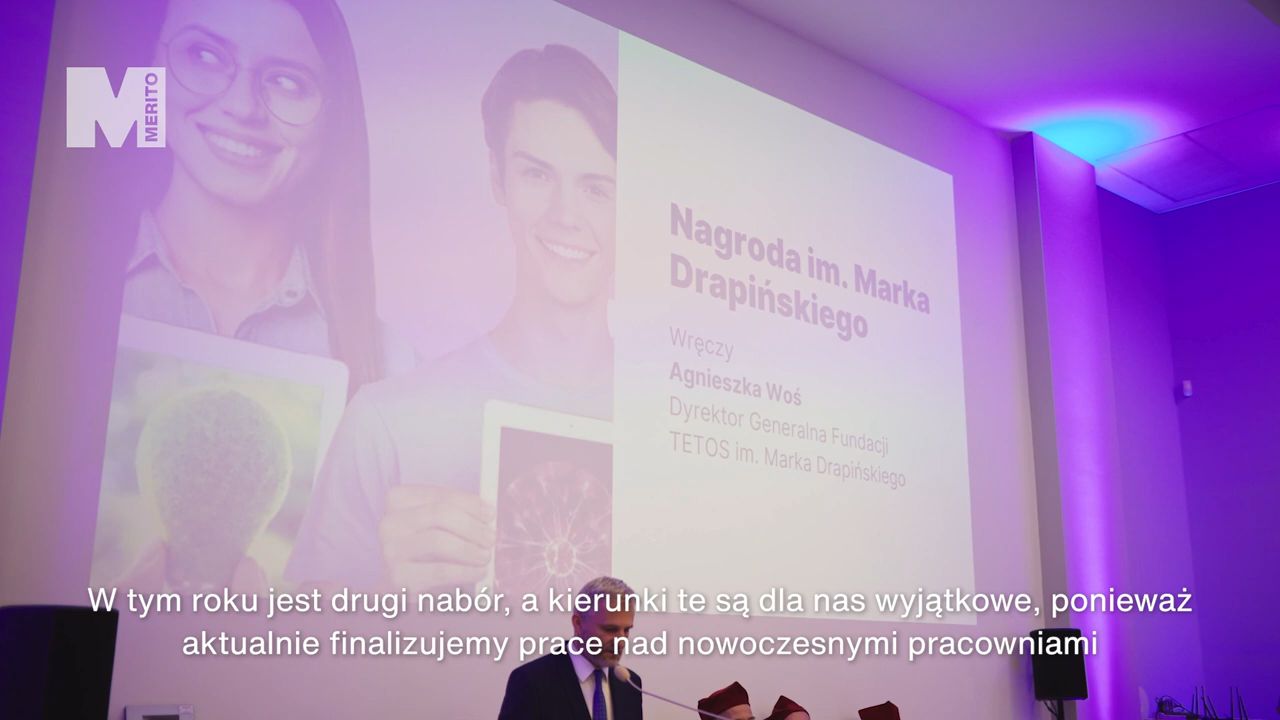 M MERITO
Nagroda im. Marka
Drapińskiego
Wręczy
Agnieszka Woś
Dyrektor Generalna Fundacji
TETOS im. Marka Drapińskiego
W tym roku jest drugi nabór, a kierunki te są dla nas wyjątkowe, ponieważ
aktualnie finalizujemy prace nad nowoczesnymi pracowniami